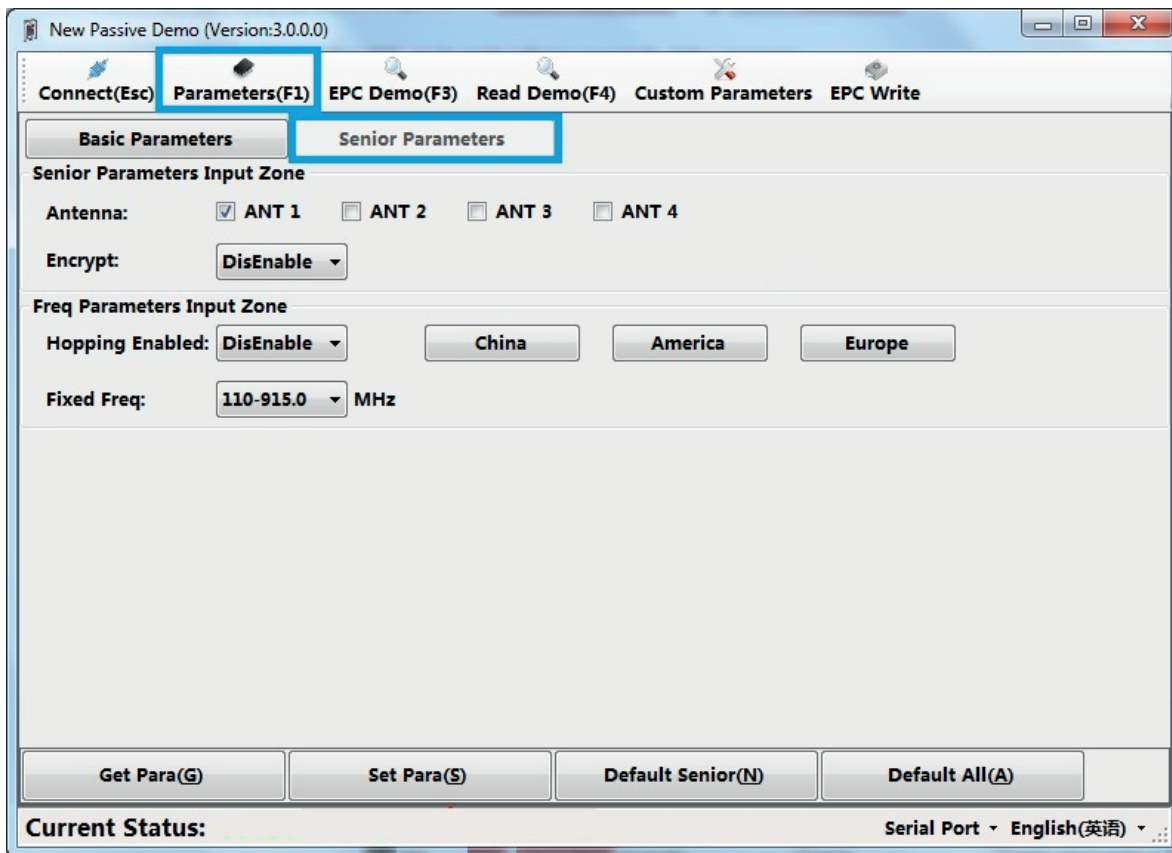 New Passive Demo (Version:3.0.0.0)
Connect(Esc) Parameters(F1) EPC Demo(F3) Read Demo(F4) Custom Parameters EPC Write
Basic Parameters Senior Parameters
Senior Parameters Input Zone
Antenna: ANT 1 ANT 2 ANT 3 ANT 4
Encrypt: DisEnable
Freq Parameters Input Zone
Hopping Enabled: DisEnable China America Europe
Fixed Freq: 110-915.0 MHz
Get Para(G) Set Para(S) Default Senior(N) Default All(A)
Current Status: Serial Port English(英语)